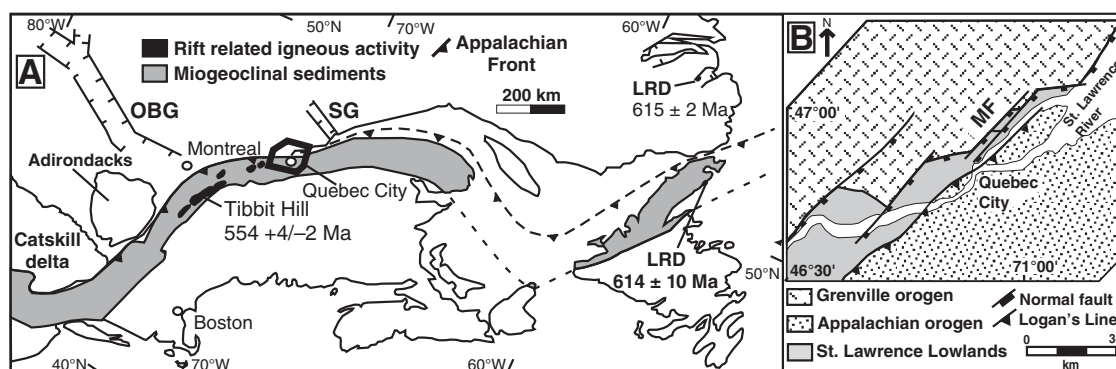 80°W
50°N
70°W
60°W
A
Rift related igneous activity
Miogeoclinal sediments
Appalachian
Front
200 km
OBG
SG
LRD
615 ± 2 Ma
Montreal
Adirondacks
Quebec City
Tibbit Hill
554 +4/–2 Ma
Catskill
delta
LRD
614 ± 10 Ma
50°N
Boston
40°N
70°W
60°W
B
N
47°00'
MF
St. Lawrence
River
Quebec
City
46°30'
71°00'
Grenville orogen
Normal fault
Appalachian orogen
Logan's Line
St. Lawrence Lowlands
0 3
km